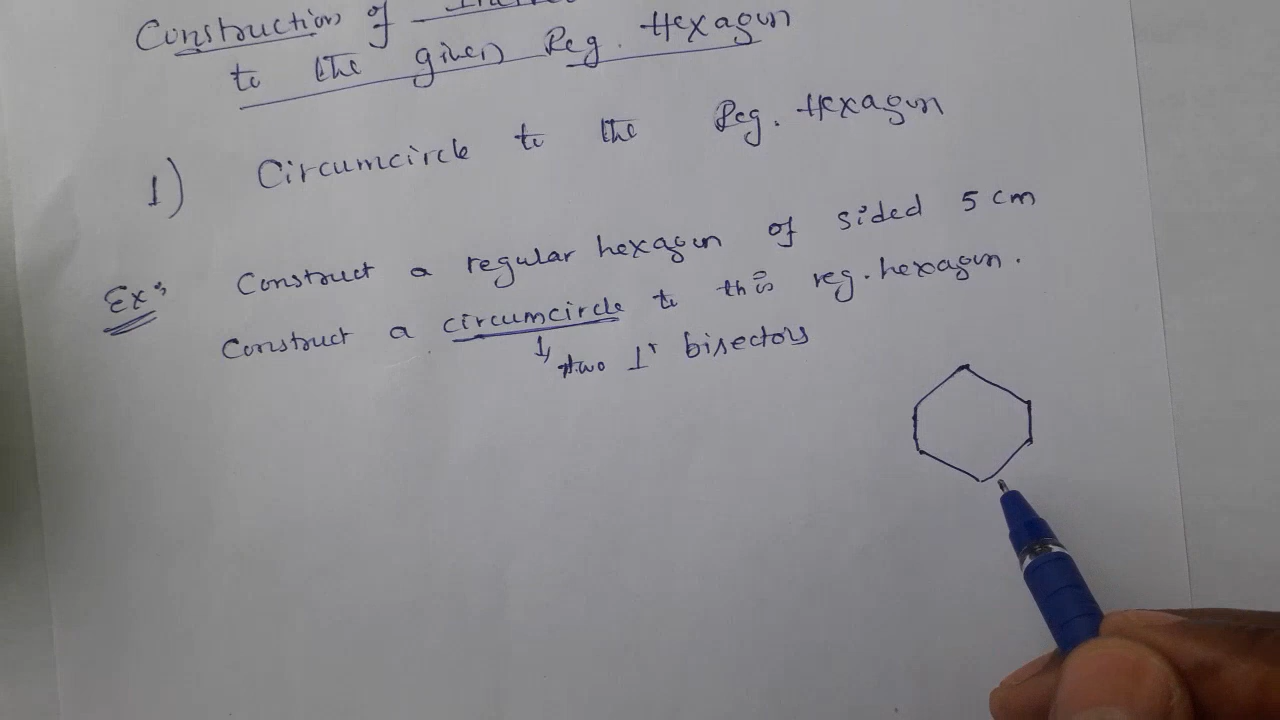 Construction of
to the given Reg. Hexagon
1) Circumcircle to the Reg. Hexagon
Ex: Construct a regular hexagon of sided 5 cm
Construct a circumcircle to this reg. hexagon.
↳ two ⊥r bisectors